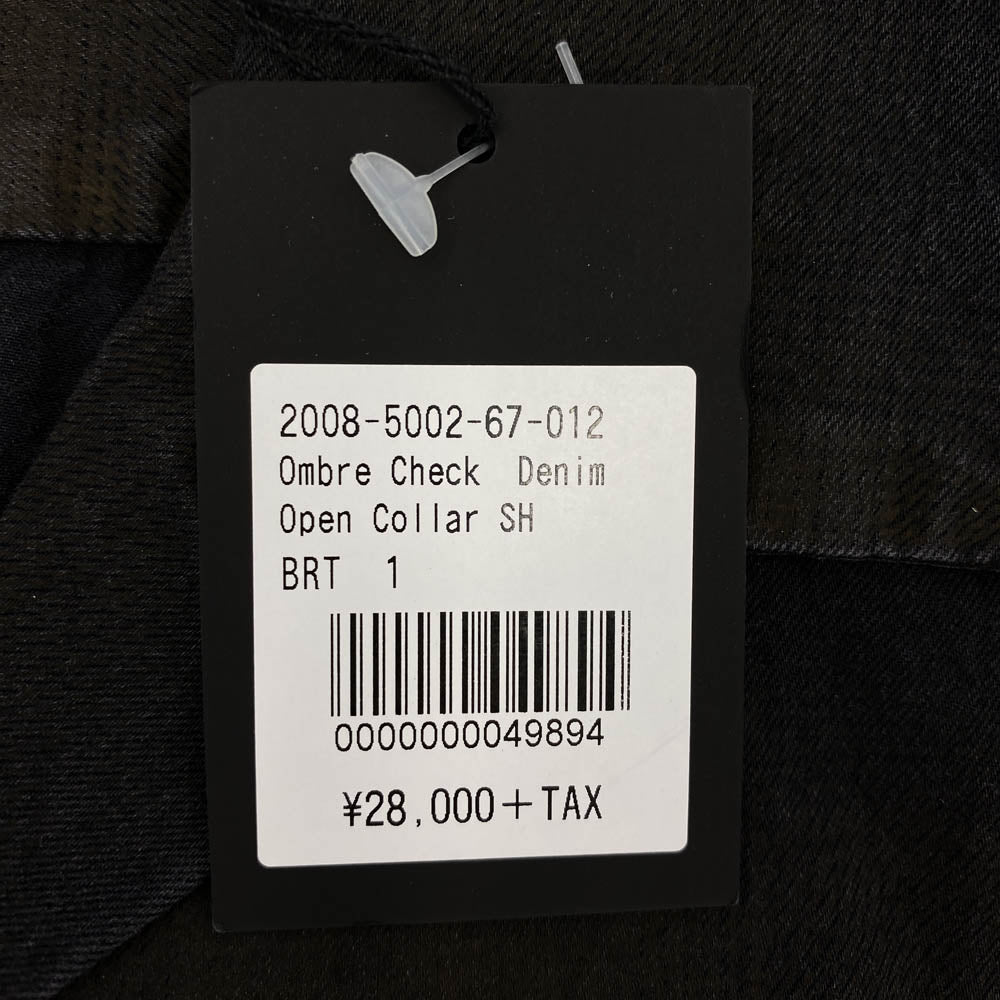 2008-5002-67-012
Ombre Check Denim
Open Collar SH
BRT 1
0000000049894
¥28,000+TAX